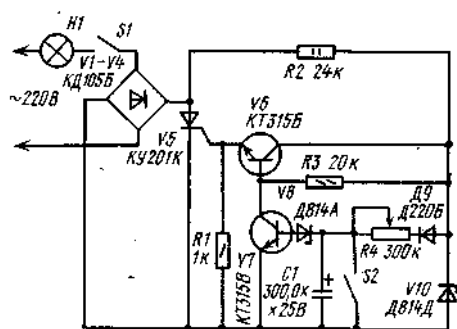 H1
S1
V1-V4
КД105Б
~220В
V5
КУ201К
R2 24к
V6
КТ315Б
R3 20к
V8
Д814А
Д9
Д220Б
R4 300к
R1
1к
V7
КТ315В
C1
300,0к
×25В
S2
V10
Д814Д